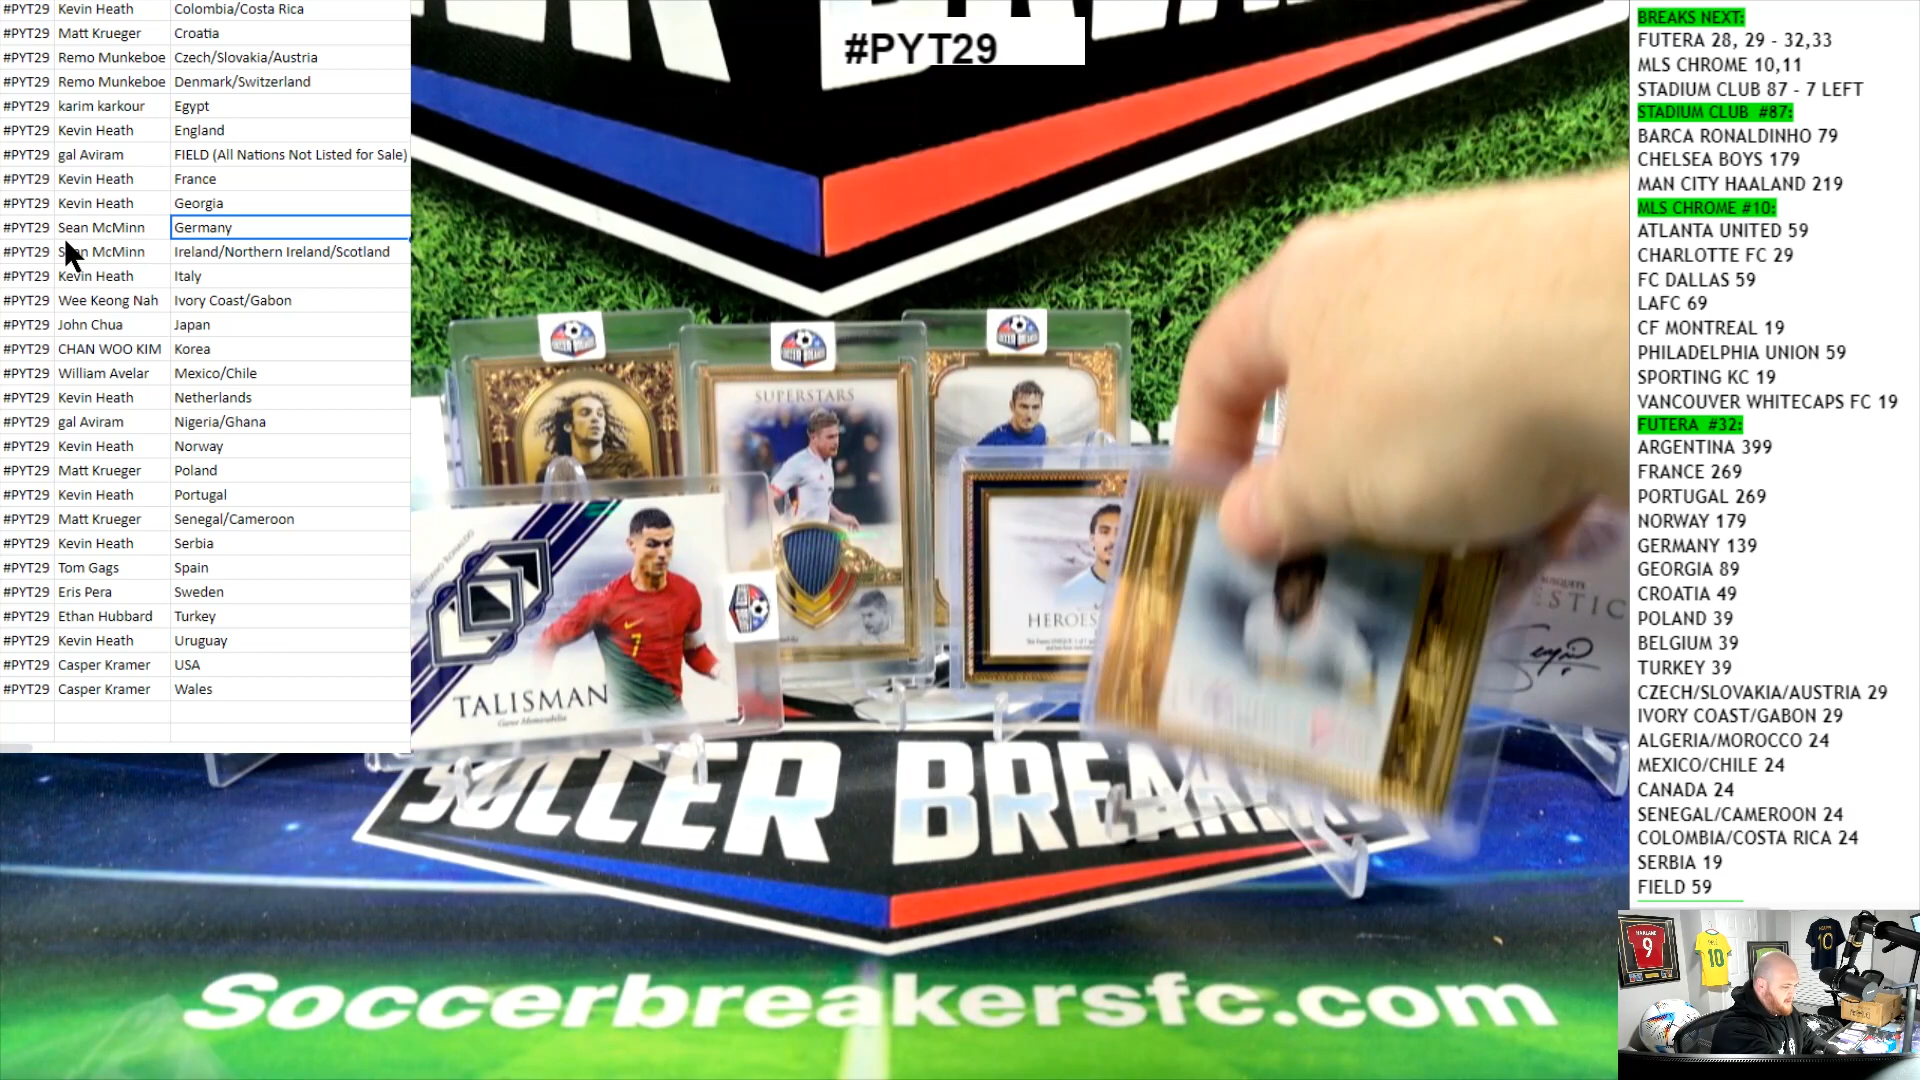 #PYT29 Kevin Heath Colombia/Costa Rica
#PYT29 Matt Krueger Croatia
#PYT29 Remo Munkeboe Czech/Slovakia/Austria
#PYT29 Remo Munkeboe Denmark/Switzerland
#PYT29 karim karkour Egypt
#PYT29 Kevin Heath England
#PYT29 gal Aviram FIELD (All Nations Not Listed for Sale)
#PYT29 Kevin Heath France
#PYT29 Kevin Heath Georgia
#PYT29 Sean McMinn Germany
#PYT29 Sean McMinn Ireland/Northern Ireland/Scotland
#PYT29 Kevin Heath Italy
#PYT29 Wee Keong Nah Ivory Coast/Gabon
#PYT29 John Chua Japan
#PYT29 CHAN WOO KIM Korea
#PYT29 William Avelar Mexico/Chile
#PYT29 Kevin Heath Netherlands
#PYT29 gal Aviram Nigeria/Ghana
#PYT29 Kevin Heath Norway
#PYT29 Matt Krueger Poland
#PYT29 Kevin Heath Portugal
#PYT29 Matt Krueger Senegal/Cameroon
#PYT29 Kevin Heath Serbia
#PYT29 Tom Gags Spain
#PYT29 Eris Pera Sweden
#PYT29 Ethan Hubbard Turkey
#PYT29 Kevin Heath Uruguay
#PYT29 Casper Kramer USA
#PYT29 Casper Kramer Wales
#PYT29
SUPERSTARS
HEROES
CRISTIANO RONALDO
7
TALISMAN
Game Memorabilia
STIC
SOCCER BREAKERS
Soccerbreakersfc.com
BREAKS NEXT:
FUTERA 28, 29 - 32,33
MLS CHROME 10,11
STADIUM CLUB 87 - 7 LEFT
STADIUM CLUB #87:
BARCA RONALDINHO 79
CHELSEA BOYS 179
MAN CITY HAALAND 219
MLS CHROME #10:
ATLANTA UNITED 59
CHARLOTTE FC 29
FC DALLAS 59
LAFC 69
CF MONTREAL 19
PHILADELPHIA UNION 59
SPORTING KC 19
VANCOUVER WHITECAPS FC 19
FUTERA #32:
ARGENTINA 399
FRANCE 269
PORTUGAL 269
NORWAY 179
GERMANY 139
GEORGIA 89
CROATIA 49
POLAND 39
BELGIUM 39
TURKEY 39
CZECH/SLOVAKIA/AUSTRIA 29
IVORY COAST/GABON 29
ALGERIA/MOROCCO 24
MEXICO/CHILE 24
CANADA 24
SENEGAL/CAMEROON 24
COLOMBIA/COSTA RICA 24
SERBIA 19
FIELD 59
HAALAND
9
10
10